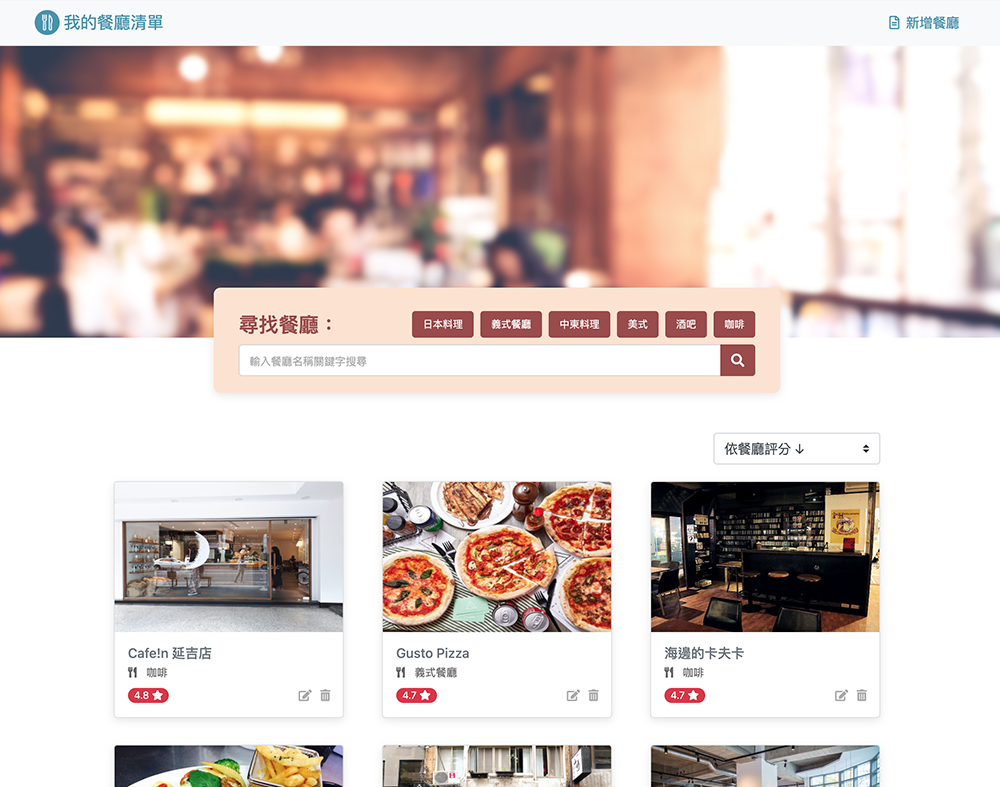 我的餐廳清單
新增餐廳
尋找餐廳：
日本料理 義式餐廳 中東料理 美式 酒吧 咖啡
輸入餐廳名稱關鍵字搜尋
依餐廳評分 ↓
Cafe!n 延吉店
咖啡
4.8
Gusto Pizza
義式餐廳
4.7
海邊的卡夫卡
咖啡
4.7